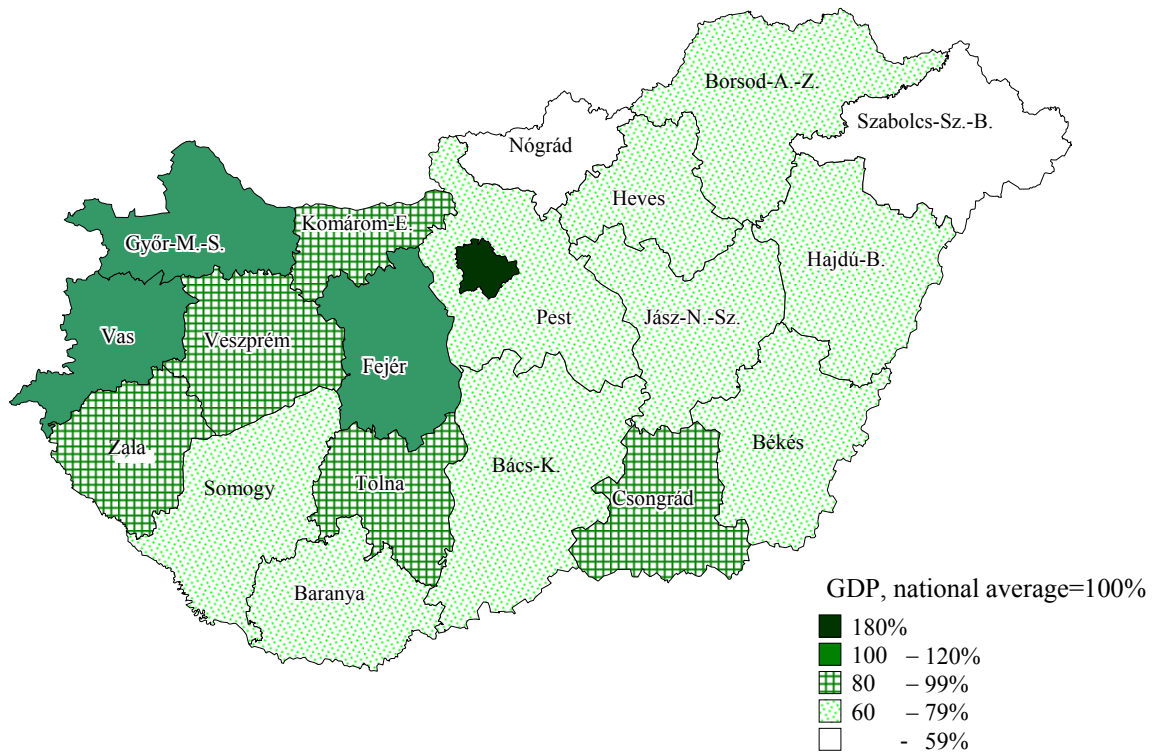 Borsod-A.-Z.
Szabolcs-Sz.-B.
Nógrád
Heves
Komárom-E.
Győr-M.-S.
Hajdú-B.
Pest
Jász-N.-Sz.
Vas
Veszprém
Fejér
Zala
Békés
Bács-K.
Somogy
Tolna
Csongrád
Baranya
GDP, national average=100%
180%
100 – 120%
80 – 99%
60 – 79%
- 59%